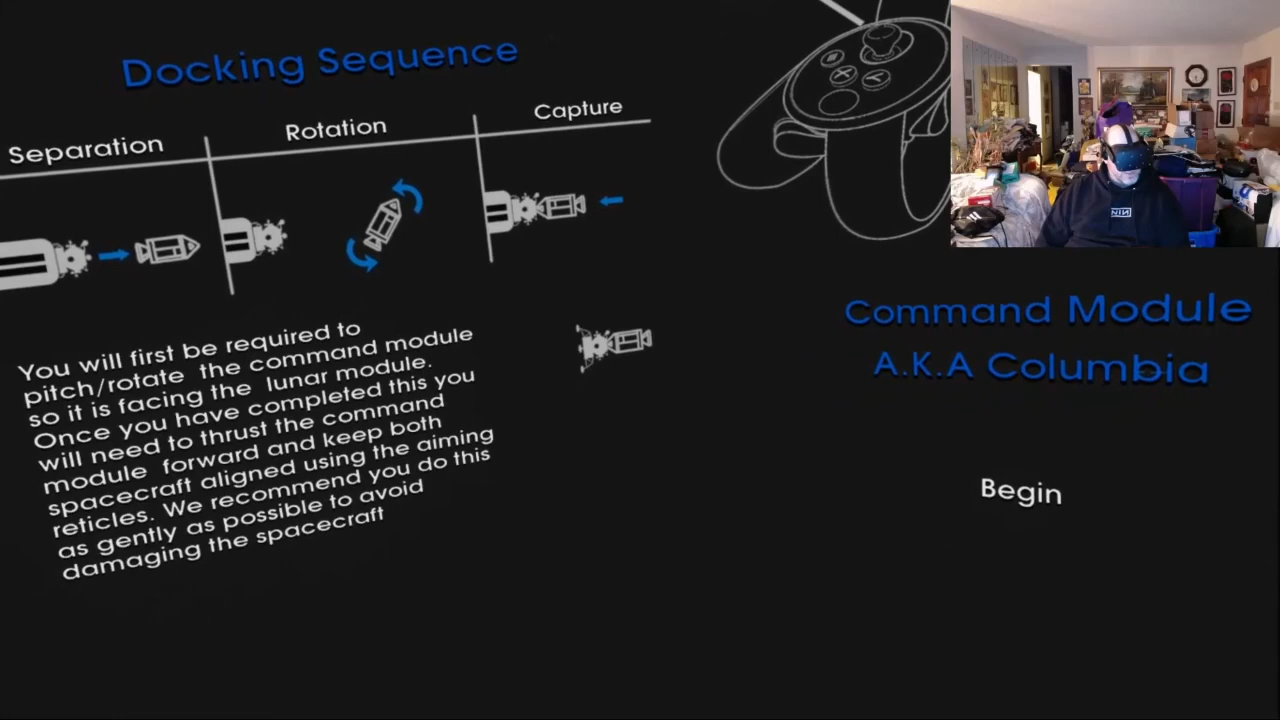 Docking Sequence
Separation
Rotation
Capture
You will first be required to
pitch/rotate the command module
so it is facing the lunar module.
Once you have completed this you
will need to thrust the command
module forward and keep both
spacecraft aligned using the aiming
reticles. We recommend you do this
as gently as possible to avoid
damaging the spacecraft
Command Module
A.K.A Columbia
Begin
NIN